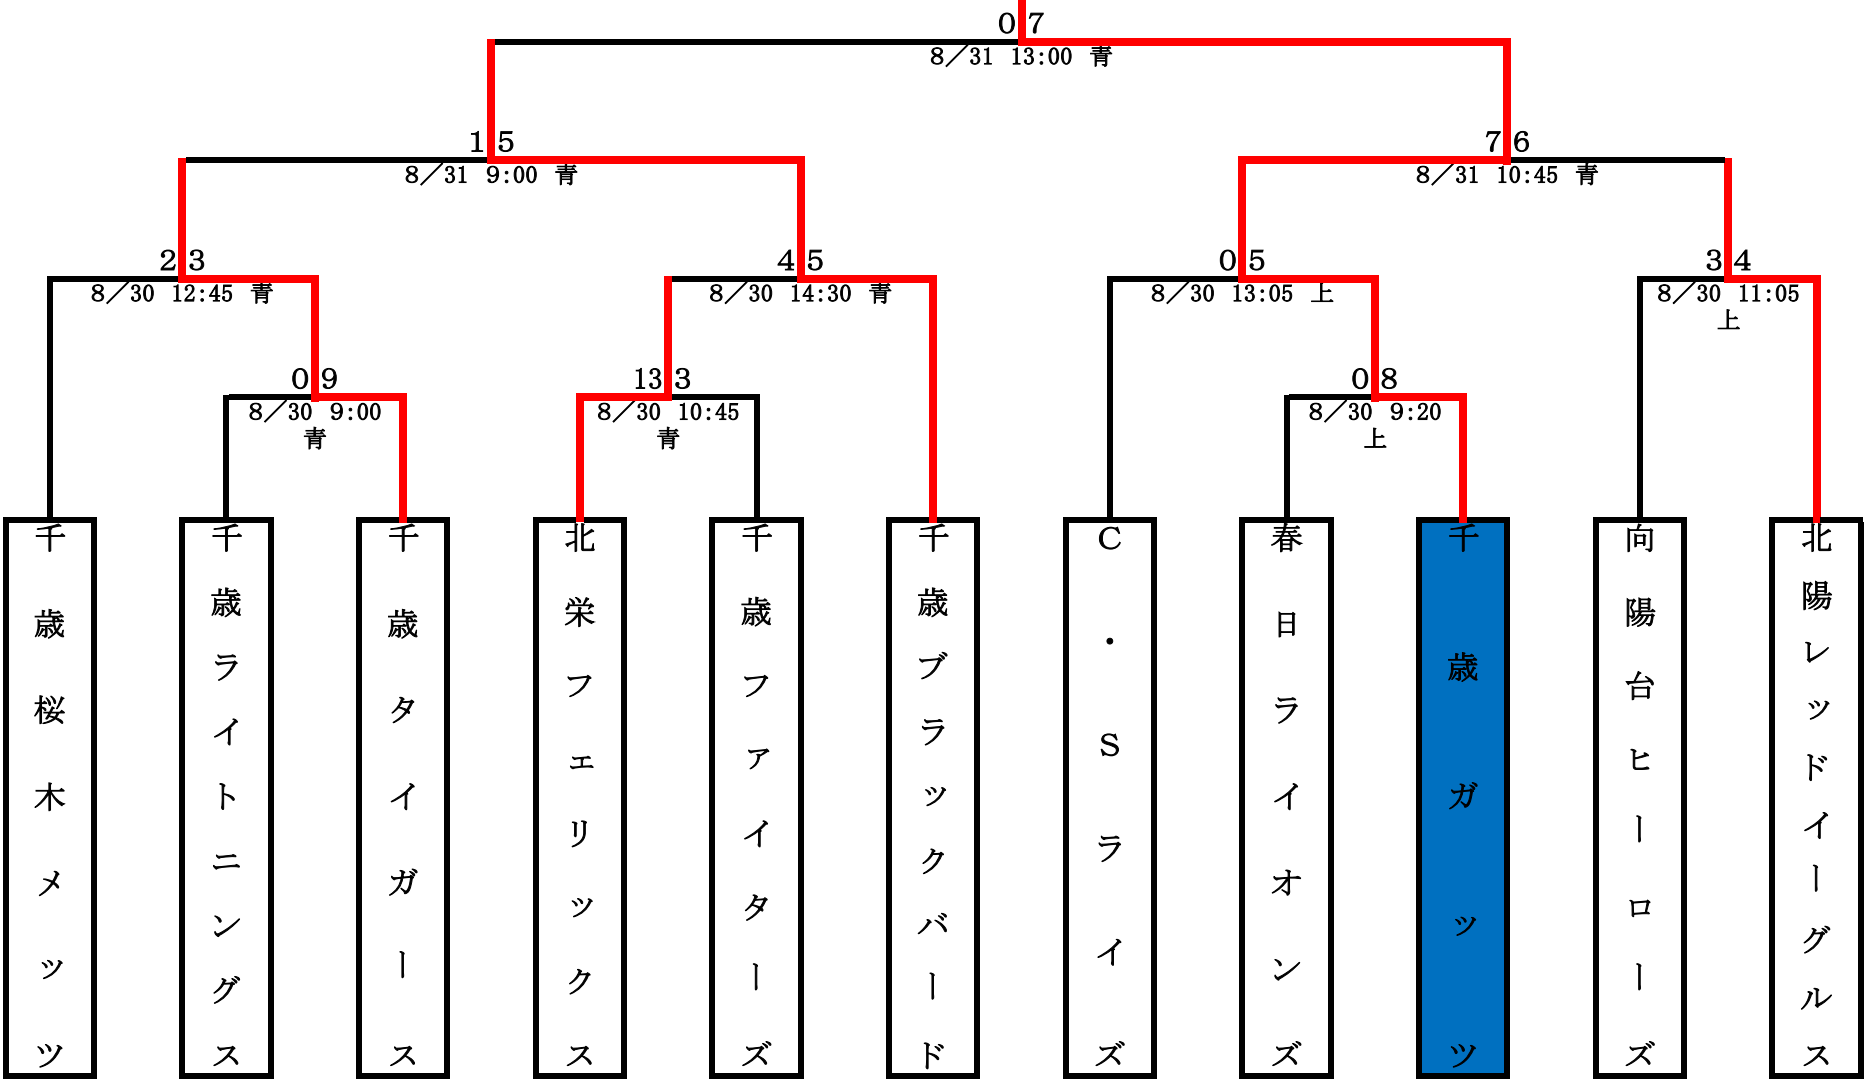 0 7
8／31 13:00 青
1 5
8／31 9:00 青
7 6
8／31 10:45 青
2 3
8／30 12:45 青
4 5
8／30 14:30 青
0 5
8／30 13:05 上
3 4
8／30 11:05
上
0 9
8／30 9:00
青
13 3
8／30 10:45
青
0 8
8／30 9:20
上
千歳桜木メッツ
千歳ライトニングス
千歳タイガース
北栄フェリックス
千歳ファイターズ
千歳ブラックバード
C・Sライズ
春日ライオンズ
千歳ガッツ
向陽台ヒーローズ
北陽レッドイーグルス